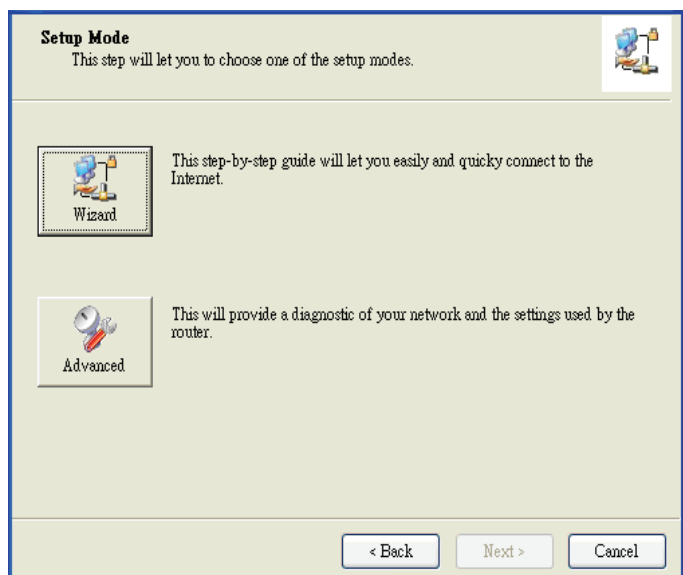 Setup Mode
This step will let you to choose one of the setup modes.
Wizard
This step-by-step guide will let you easily and quicky connect to the
Internet.
Advanced
This will provide a diagnostic of your network and the settings used by the
router.
< Back
Next >
Cancel